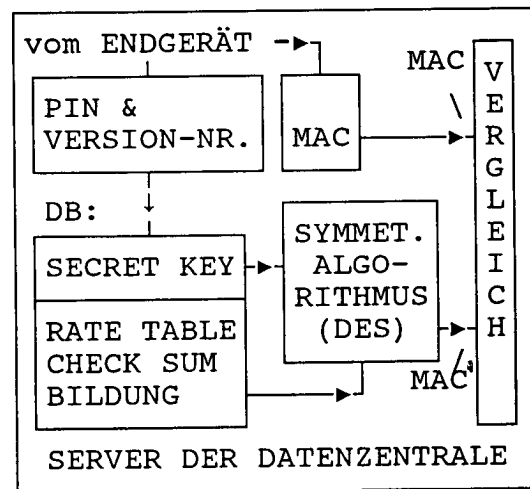 vom ENDGERÄT
MAC
PIN &
VERSION-NR.
MAC
VERGLEICH
DB:
SECRET KEY
SYMMET.
ALGO-
RITHMUS
(DES)
RATE TABLE
CHECK SUM
BILDUNG
MAC'
SERVER DER DATENZENTRALE